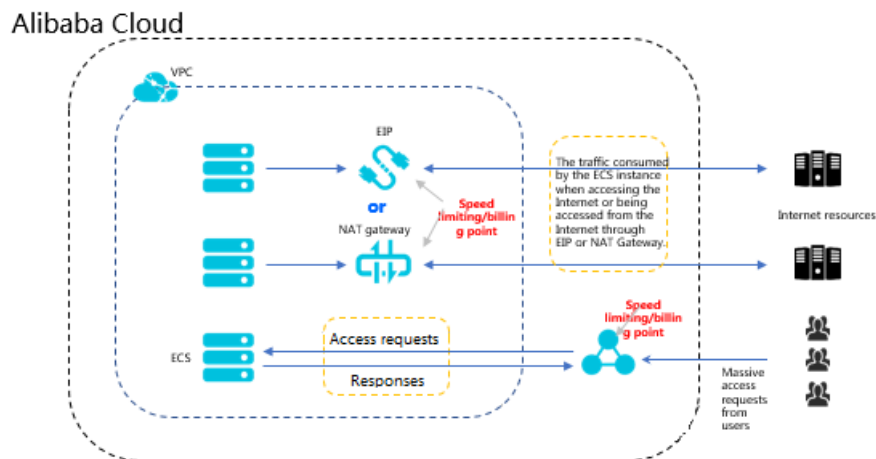 Alibaba Cloud
VPC
EIP
The traffic consumed
by the ECS instance
when accessing the
Internet or being
accessed from the
Internet through
EIP or NAT Gateway.
or
Speed
limiting/billin
g point
NAT gateway
Internet resources
Speed
limiting/billin
g point
Access requests
ECS
Responses
Massive
access
requests
from
users